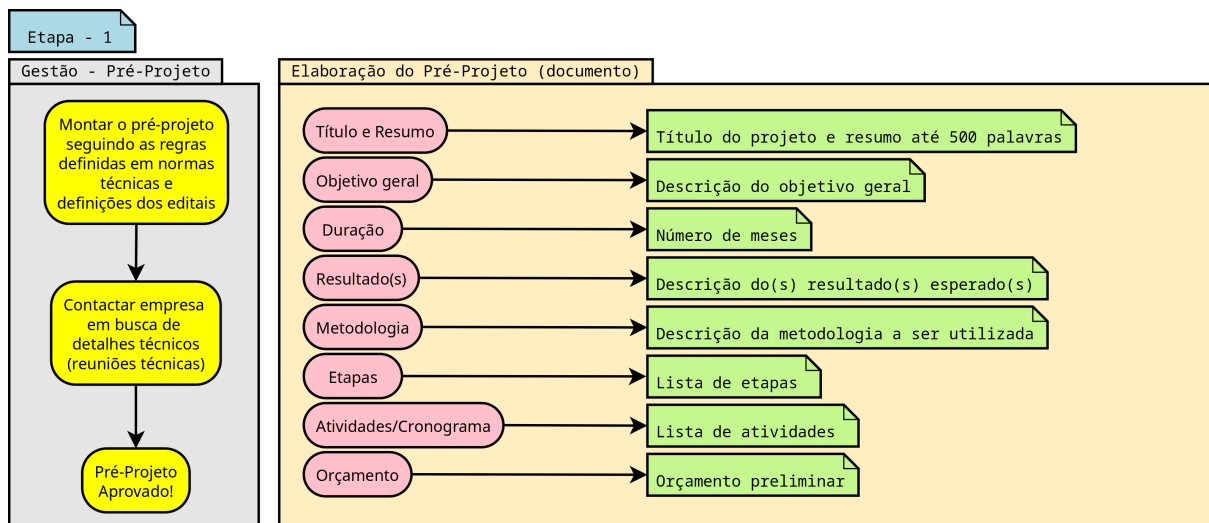 Etapa - 1
Gestão - Pré-Projeto
Montar o pré-projeto
seguindo as regras
definidas em normas
técnicas e
definições dos editais
Contactar empresa
em busca de
detalhes técnicos
(reuniões técnicas)
Pré-Projeto
Aprovado!
Elaboração do Pré-Projeto (documento)
Título e Resumo
Título do projeto e resumo até 500 palavras
Objetivo geral
Descrição do objetivo geral
Duração
Número de meses
Resultado(s)
Descrição do(s) resultado(s) esperado(s)
Metodologia
Descrição da metodologia a ser utilizada
Etapas
Lista de etapas
Atividades/Cronograma
Lista de atividades
Orçamento
Orçamento preliminar